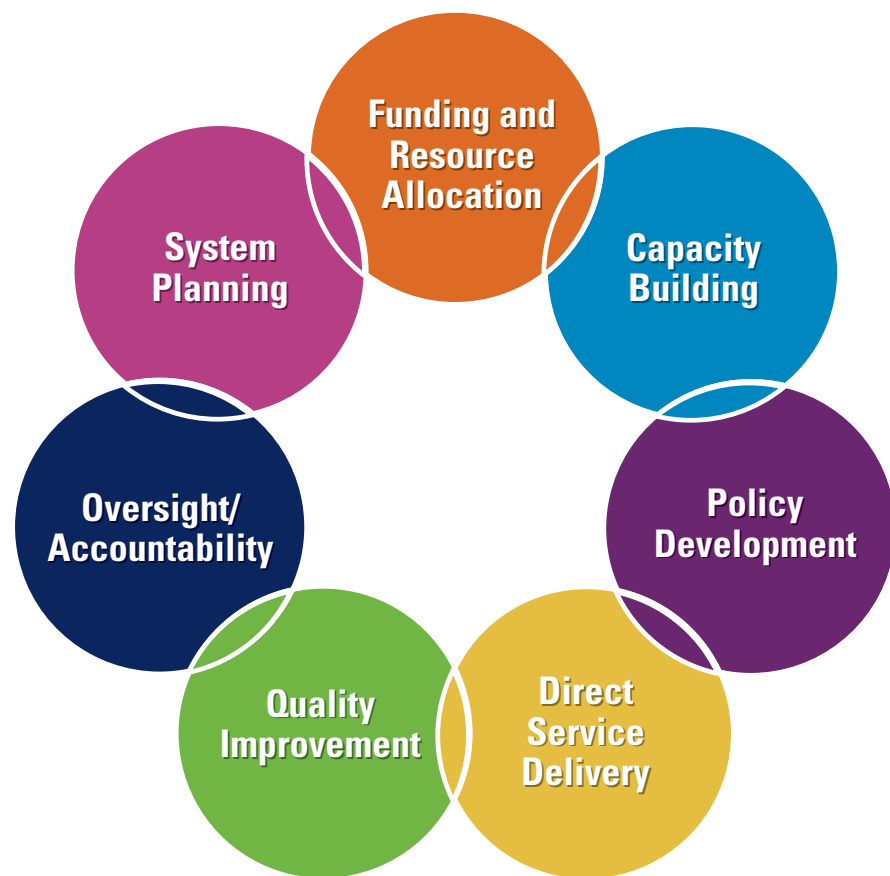 Funding and
Resource
Allocation
Capacity
Building
Policy
Development
Direct
Service
Delivery
Quality
Improvement
Oversight/
Accountability
System
Planning